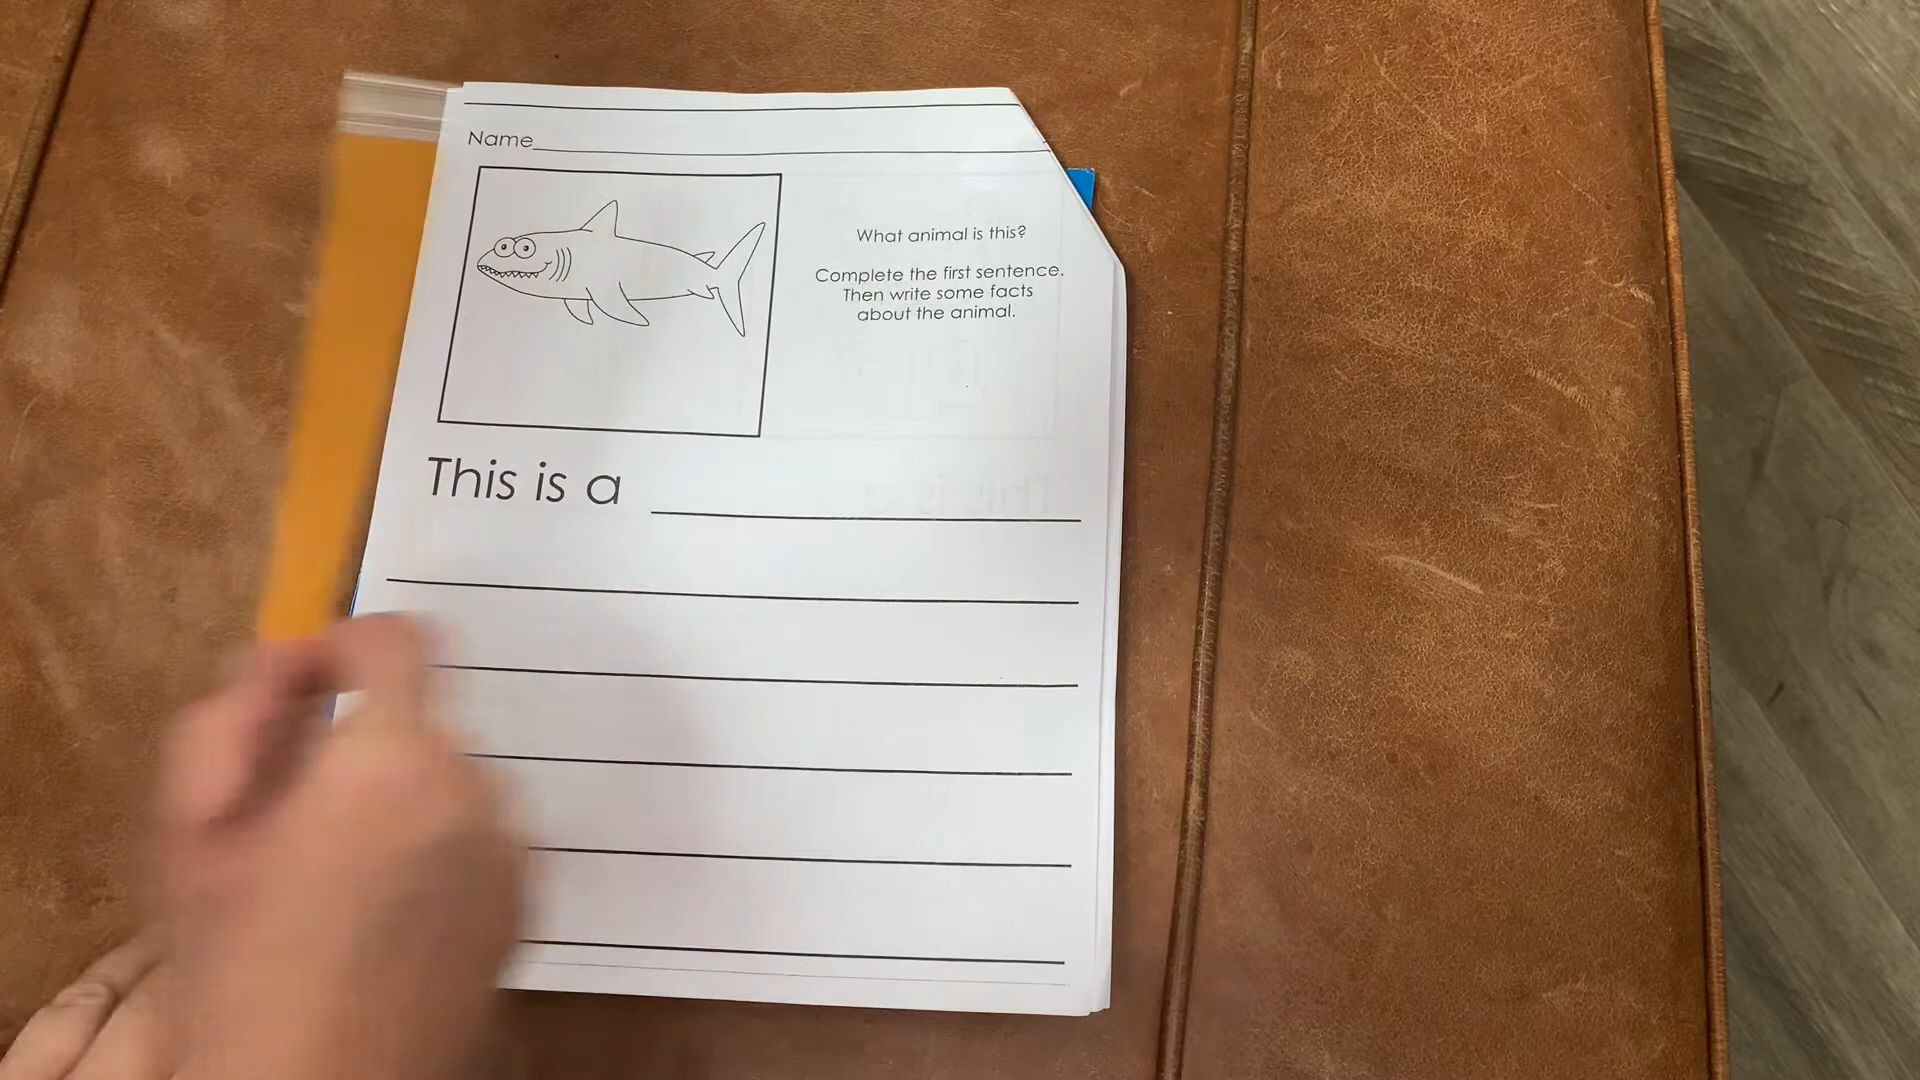 Name
What animal is this?
Complete the first sentence.
Then write some facts
about the animal.
This is a